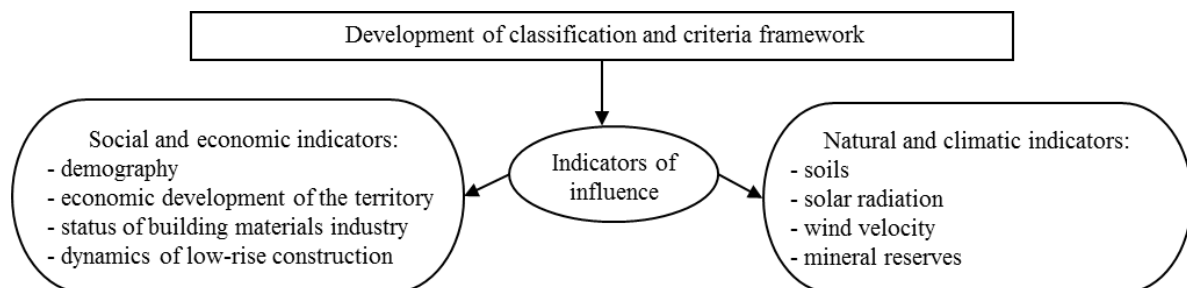 Development of classification and criteria framework
Social and economic indicators:
- demography
- economic development of the territory
- status of building materials industry
- dynamics of low-rise construction
Indicators of
influence
Natural and climatic indicators:
- soils
- solar radiation
- wind velocity
- mineral reserves